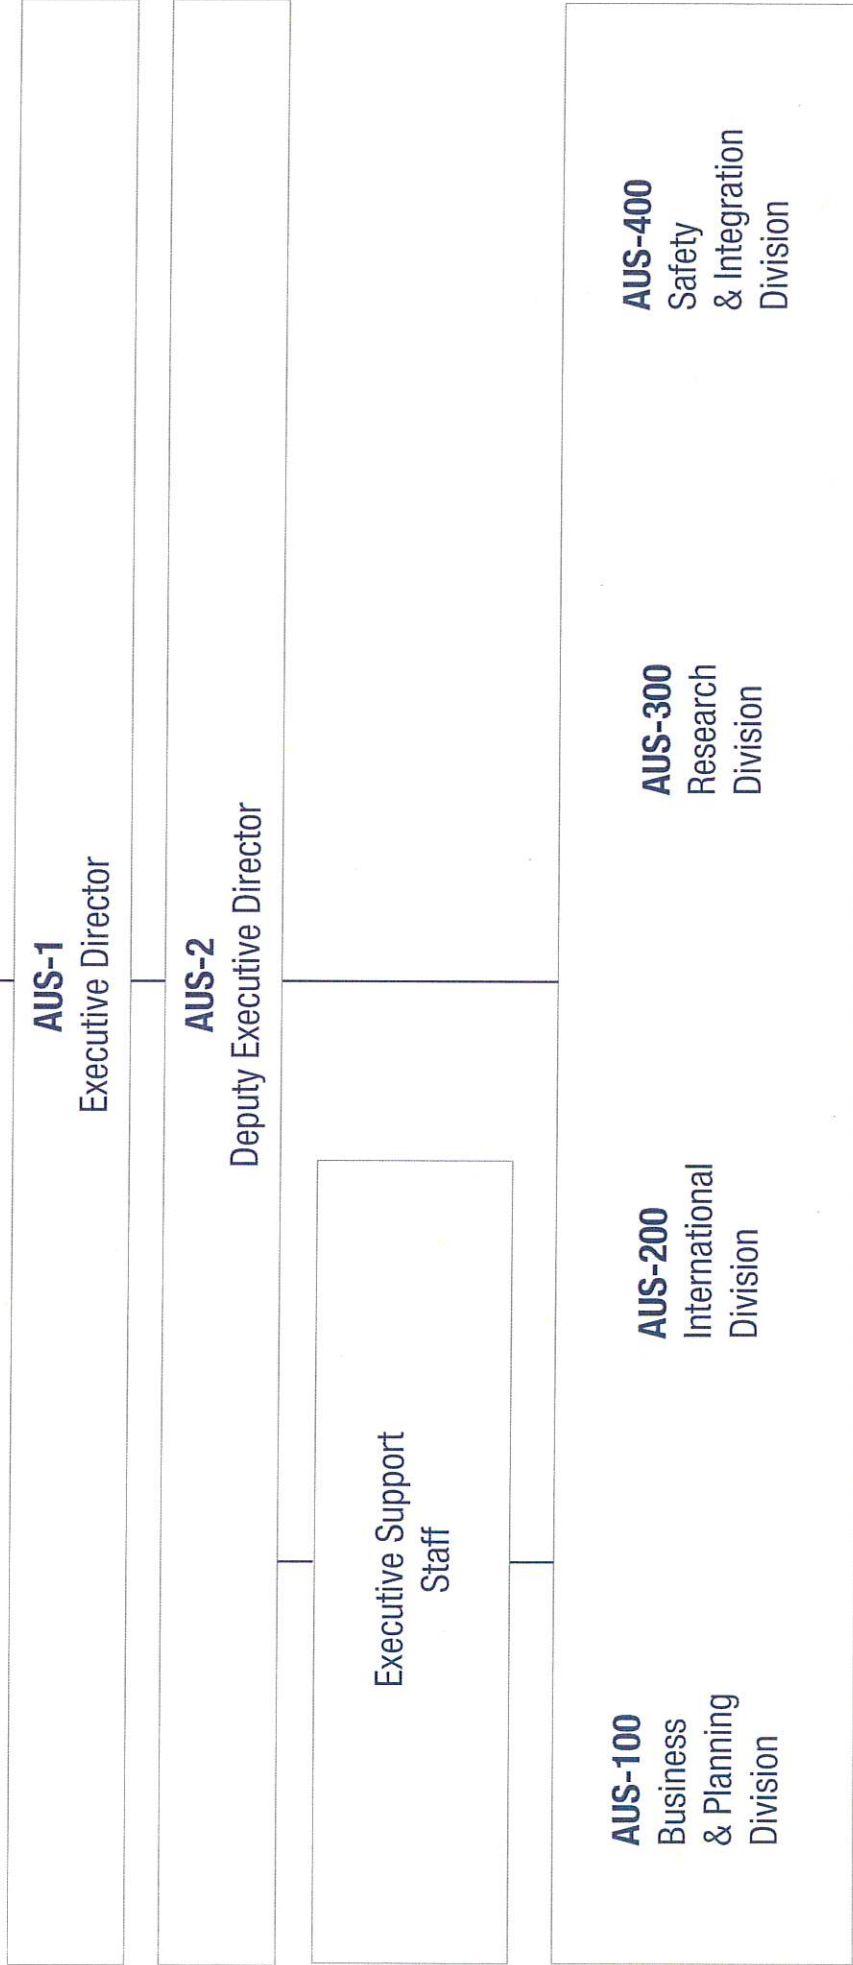 AUS-1
Executive Director
AUS-2
Deputy Executive Director
Executive Support
Staff
AUS-100
Business
& Planning
Division
AUS-200
International
Division
AUS-300
Research
Division
AUS-400
Safety
& Integration
Division